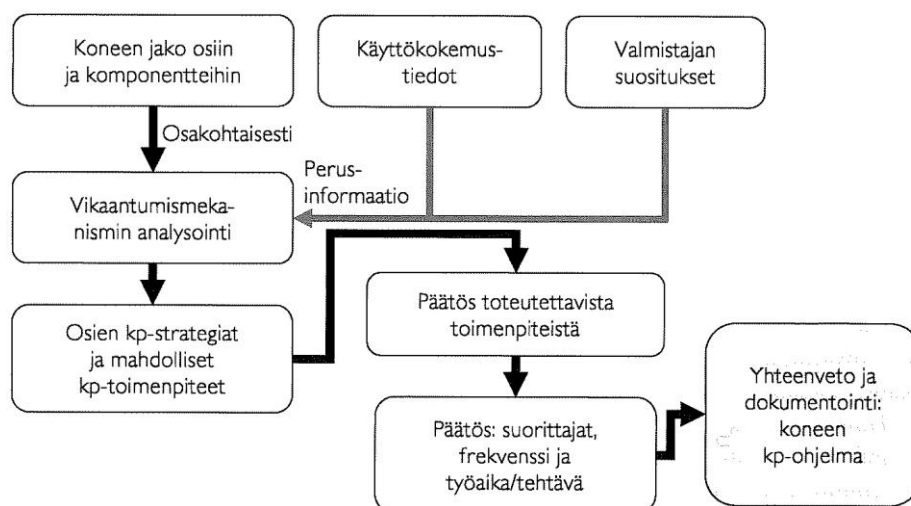 Koneen jako osiin
ja komponentteihin
Käyttökokemus-
tiedot
Valmistajan
suositukset
Osakohtaisesti
Perus-
informaatio
Vikaantumismeka-
nismin analysointi
Osien kp-strategiat
ja mahdolliset
kp-toimenpiteet
Päätös toteutettavista
toimenpiteistä
Päätös: suorittajat,
frekvenssi ja
työaika/tehtävä
Yhteenveto ja
dokumentointi:
koneen
kp-ohjelma